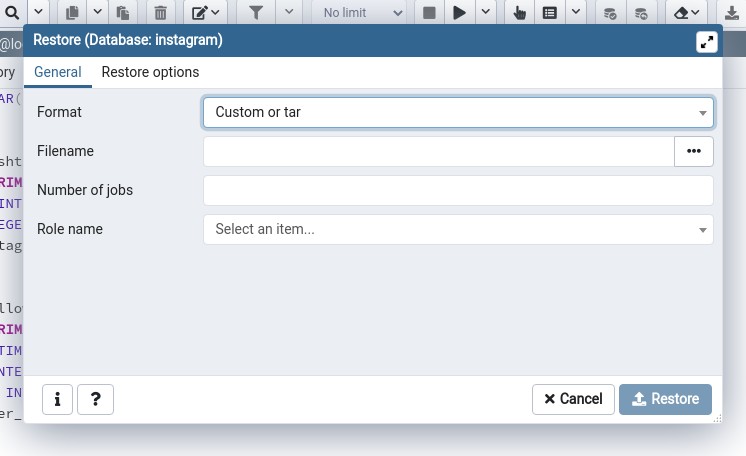 No limit
@lo
Restore (Database: instagram)
ory
General
Restore options
AR(
Format
Custom or tar
Filename
•••
sht
Number of jobs
RIM
INT
EGE
Role name
Select an item...
tag
llo
RIM
TIM
NTE
IN
i
?
Cancel
Restore
er_